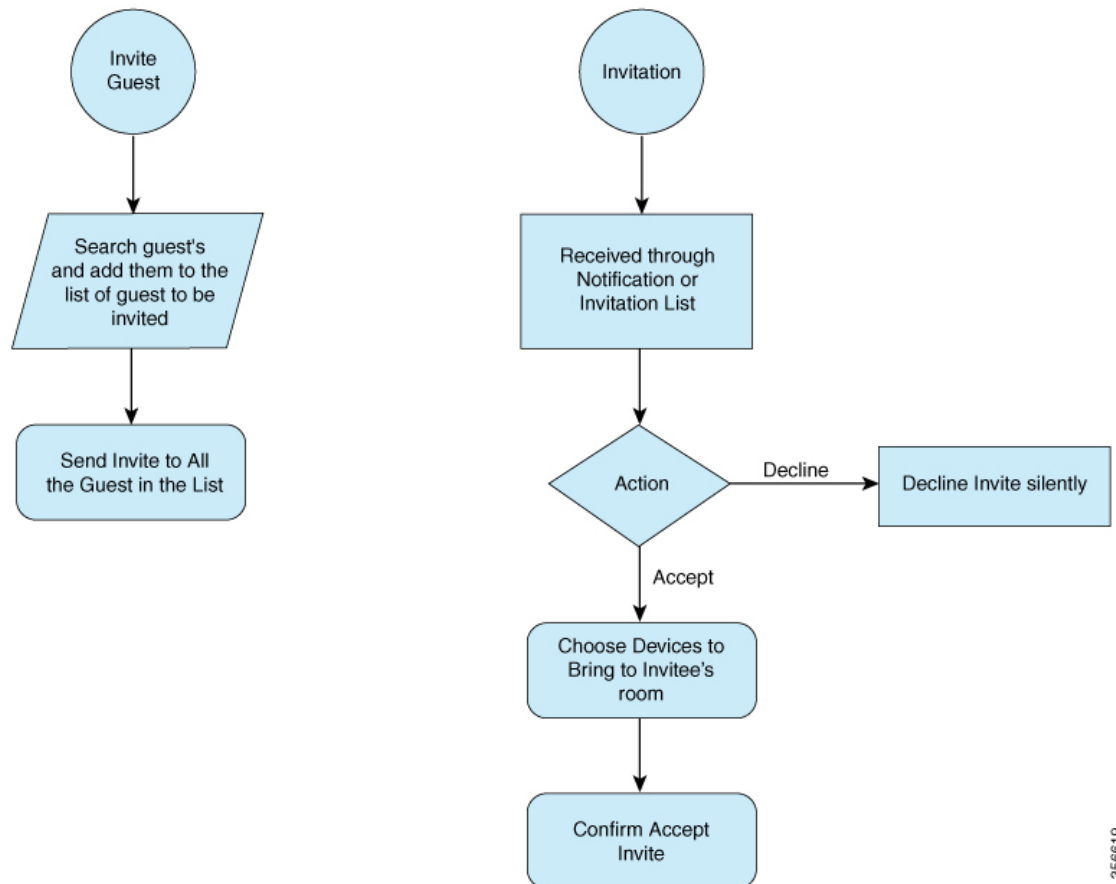 Invite
Guest
Search guest's
and add them to the
list of guest to be
invited
Send Invite to All
the Guest in the List
Invitation
Received through
Notification or
Invitation List
Action
Decline
Decline Invite silently
Accept
Choose Devices to
Bring to Invitee's
room
Confirm Accept
Invite
356619